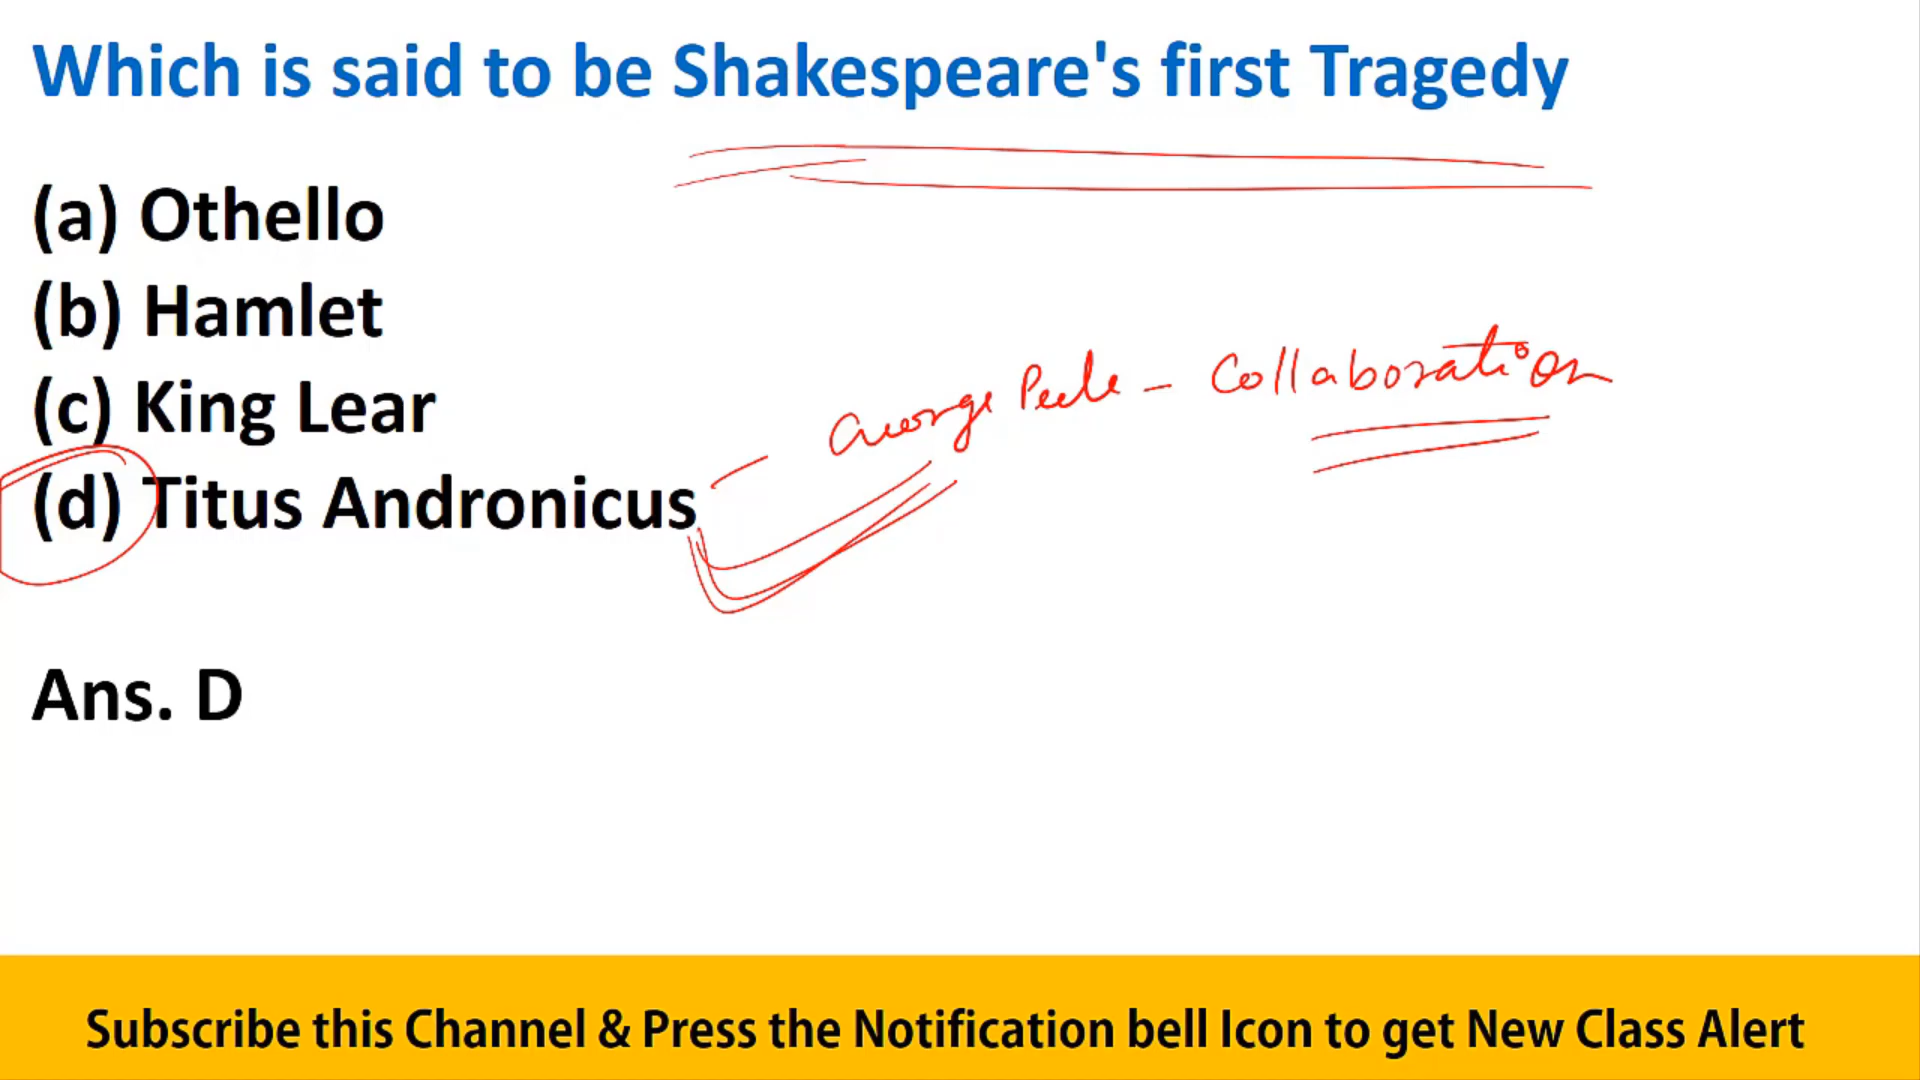 Which is said to be Shakespeare's first Tragedy
(a) Othello
(b) Hamlet
(c) King Lear
George Peele - Collaboration
(d) Titus Andronicus
Ans. D
Subscribe this Channel & Press the Notification bell Icon to get New Class Alert